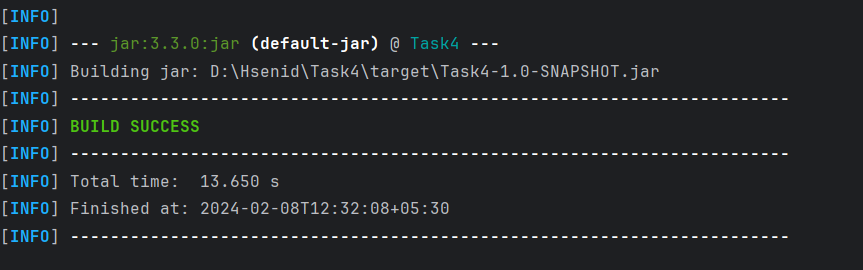 [INFO]
[INFO] --- jar:3.3.0:jar (default-jar) @ Task4 ---
[INFO] Building jar: D:\Hsenid\Task4\target\Task4-1.0-SNAPSHOT.jar
[INFO] ------------------------------------------------------------------------
[INFO] BUILD SUCCESS
[INFO] ------------------------------------------------------------------------
[INFO] Total time:  13.650 s
[INFO] Finished at: 2024-02-08T12:32:08+05:30
[INFO] ------------------------------------------------------------------------